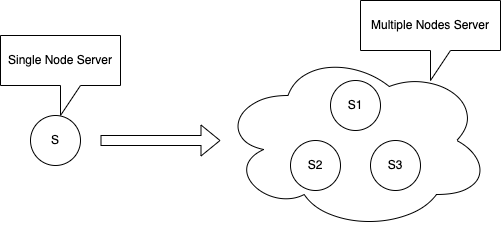 Multiple Nodes Server
Single Node Server
S1
S
S2
S3